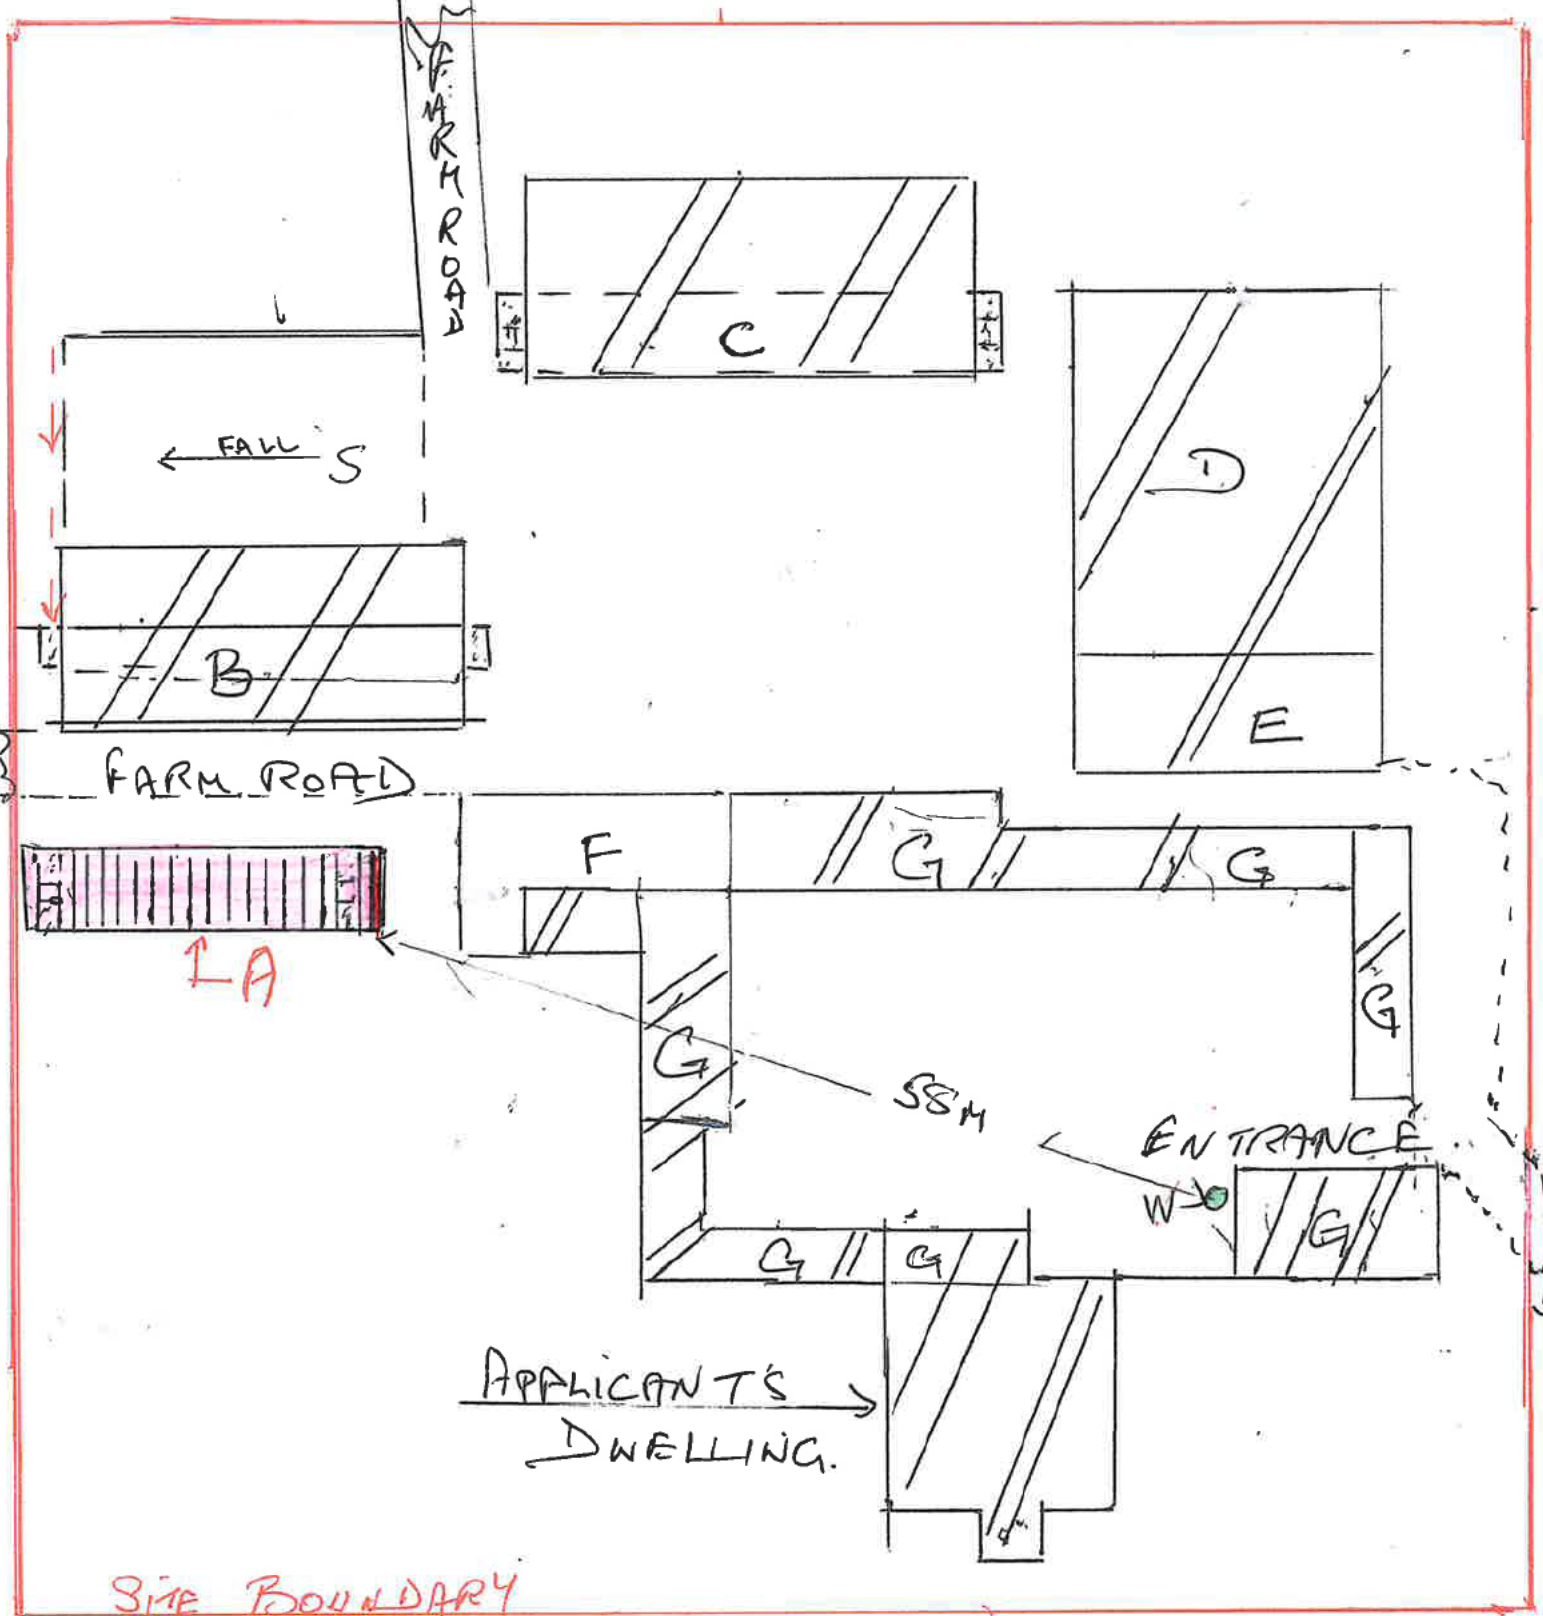 FARM ROAD
C
D
FALL
S
B
E
FARM ROAD
F
G
G
G
A
G
58M
ENTRANCE
W
G
G
G
APPLICANT'S
DWELLING.
SITE BOUNDARY